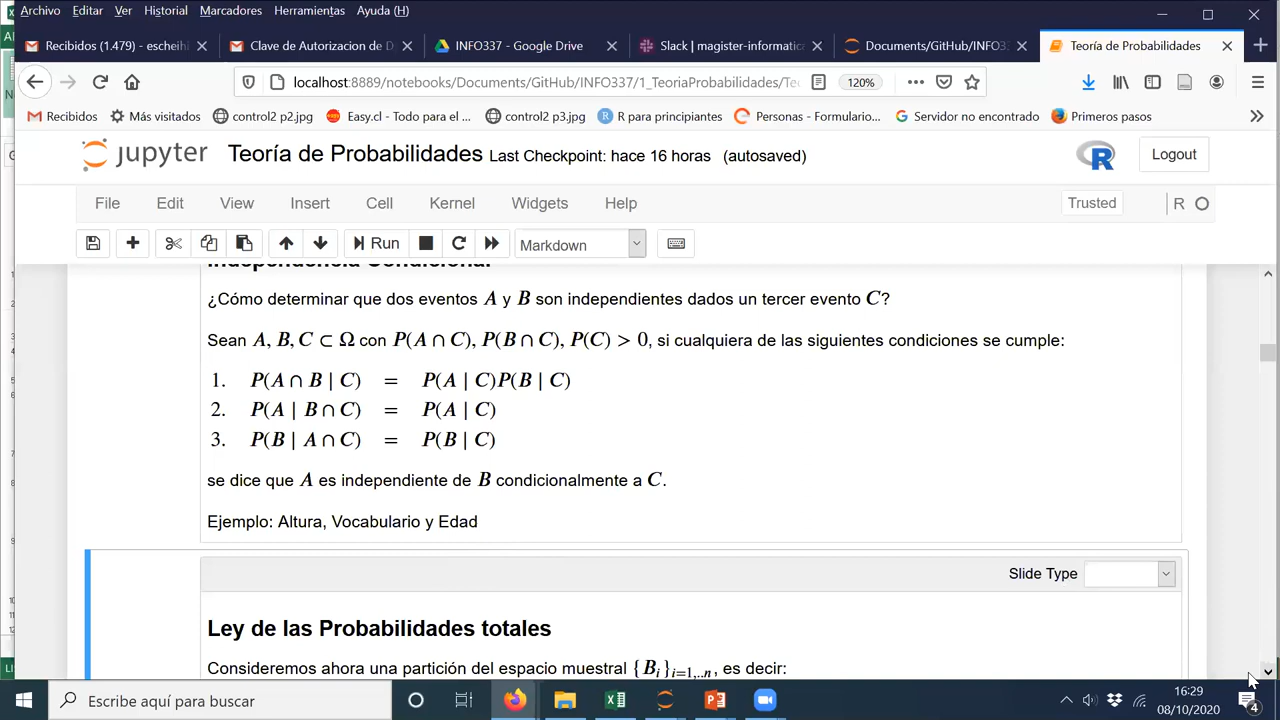 Archivo Editar Ver Historial Marcadores Herramientas Ayuda (H)
Recibidos (1.479) - escheih
Clave de Autorizacion de D
INFO337 - Google Drive
Slack | magister-informatica
Documents/GitHub/INFO33
Teoría de Probabilidades
localhost:8889/notebooks/Documents/GitHub/INFO337/1_TeoriaProbabilidades/Te
120%
Recibidos Más visitados control2 p2.jpg Easy.cl - Todo para el ... control2 p3.jpg R para principiantes Personas - Formulario... Servidor no encontrado Primeros pasos
jupyter Teoría de Probabilidades Last Checkpoint: hace 16 horas (autosaved)
R
Logout
File Edit View Insert Cell Kernel Widgets Help
Trusted
R
Run
Markdown
Independencia Condicional
¿Cómo determinar que dos eventos A y B son independientes dados un tercer evento C?
Sean A, B, C ⊂ Ω con P(A ∩ C), P(B ∩ C), P(C) > 0, si cualquiera de las siguientes condiciones se cumple:
1. P(A ∩ B | C) = P(A | C)P(B | C)
2. P(A | B ∩ C) = P(A | C)
3. P(B | A ∩ C) = P(B | C)
se dice que A es independiente de B condicionalmente a C.
Ejemplo: Altura, Vocabulario y Edad
Slide Type
Ley de las Probabilidades totales
Consideremos ahora una partición del espacio muestral {B_i}_{i=1,..n}, es decir:
Escribe aquí para buscar
16:29
08/10/2020
4